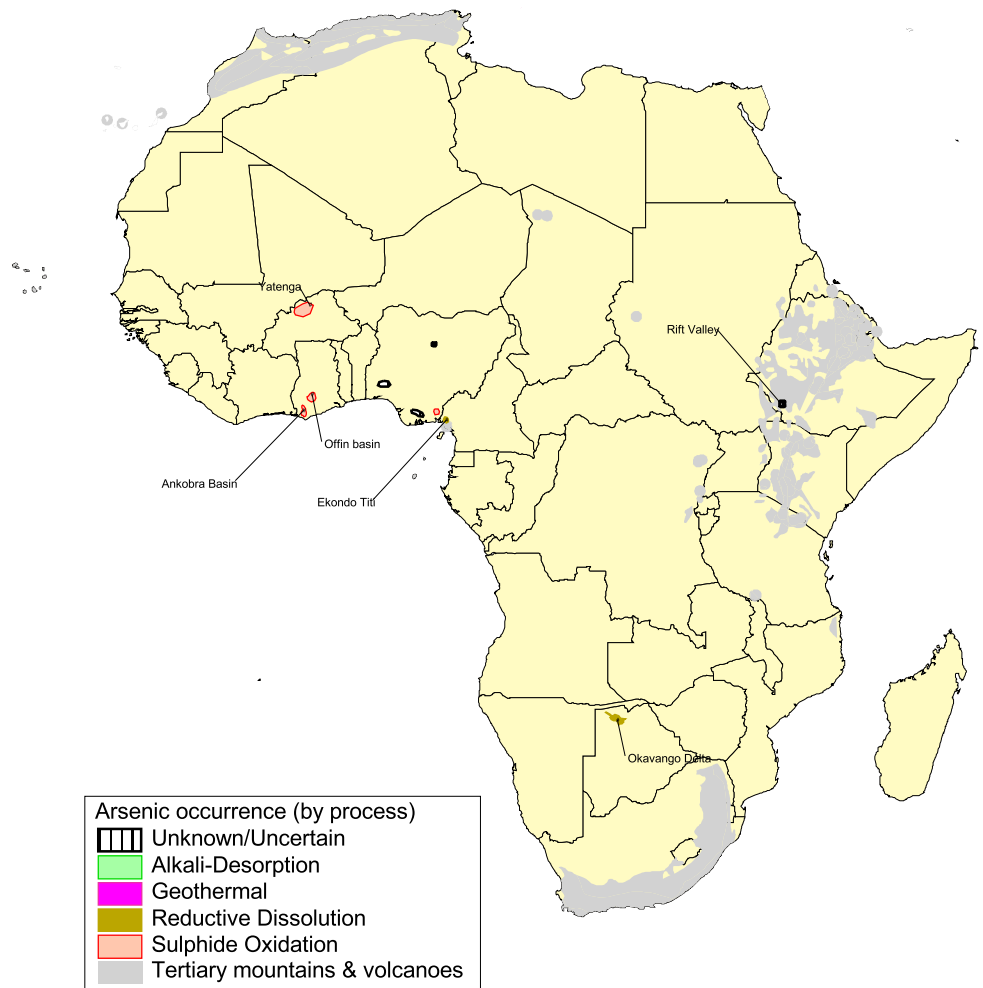 Yatenga
Rift Valley
Offin basin
Ankobra Basin
Ekondo Titi
Okavango Delta
Arsenic occurrence (by process)
Unknown/Uncertain
Alkali-Desorption
Geothermal
Reductive Dissolution
Sulphide Oxidation
Tertiary mountains & volcanoes